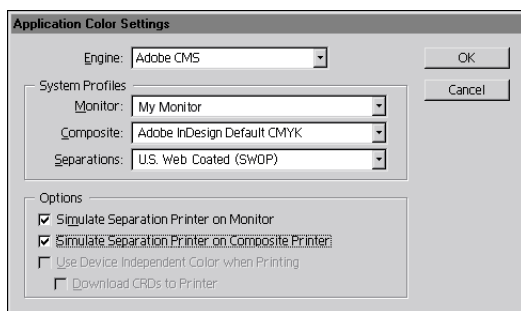 Application Color Settings
Engine: Adobe CMS
OK
System Profiles
Cancel
Monitor: My Monitor
Composite: Adobe InDesign Default CMYK
Separations: U.S. Web Coated (SWOP)
Options
Simulate Separation Printer on Monitor
Simulate Separation Printer on Composite Printer
Use Device Independent Color when Printing
Download CRDs to Printer